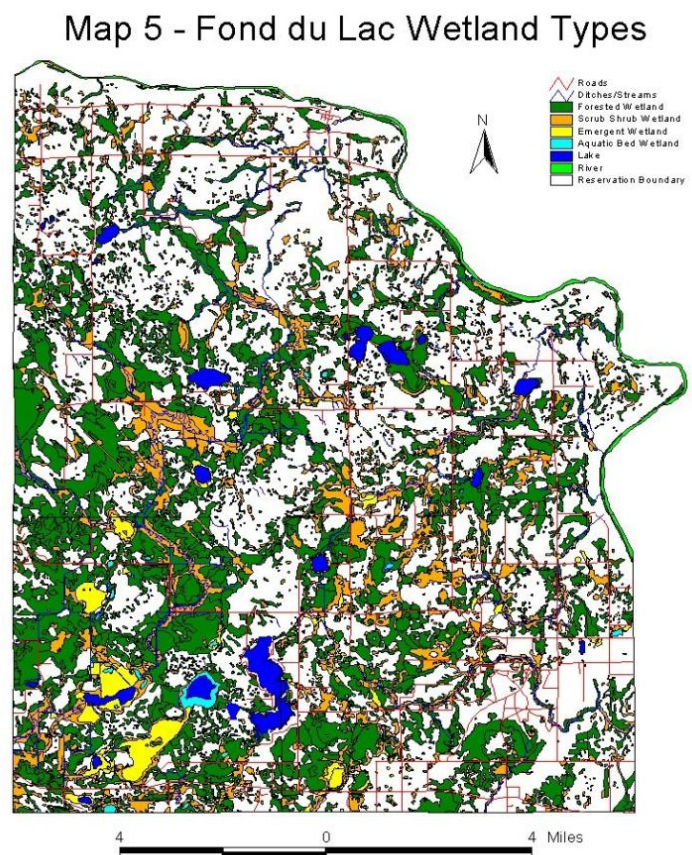 Map 5 - Fond du Lac Wetland Types
Roads
Ditches/Streams
Forested Wetland
Scrub Shrub Wetland
Emergent Wetland
Aquatic Bed Wetland
Lake
River
Reservation Boundary
N
4 0 4 Miles